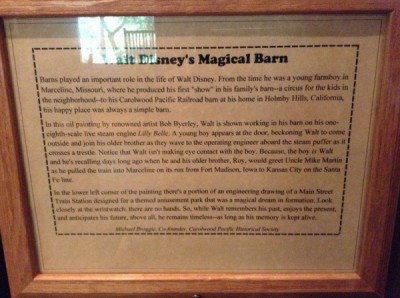 Walt Disney's Magical Barn
Barns played an important role in the life of Walt Disney. From the time he was a young farmboy in
Marceline, Missouri, where he produced his first "show" in his family's barn--a circus for the kids in
the neighborhood--to his Carolwood Pacific Railroad barn at his home in Holmby Hills, California,
his happy place was always a simple barn.
In this oil painting by renowned artist Bob Byerley, Walt is shown working in his barn on his one-
eighth-scale live steam engine Lilly Belle. A young boy appears at the door, beckoning Walt to come
outside and join his older brother as they wave to the operating engineer aboard the steam puffer as it
crosses a trestle. Notice that Walt isn't making eye contact with the boy. Because, the boy is Walt
and he's recalling days long ago when he and his older brother, Roy, would greet Uncle Mike Martin
as he pulled the train into Marceline on its run from Fort Madison, Iowa to Kansas City on the Santa
Fe line.
In the lower left corner of the painting there's a portion of an engineering drawing of a Main Street
Train Station designed for a themed amusement park that was a magical dream in formation. Look
closely at the wristwatch; there are no hands. So, while Walt remembers his past, enjoys the present,
and anticipates his future, above all, he remains timeless--as long as his memory is kept alive.
Michael Broggie, Co-founder, Carolwood Pacific Historical Society